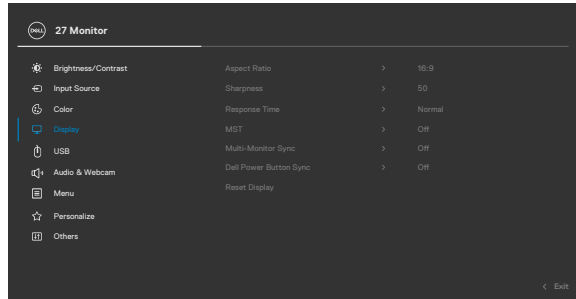 DELL 27 Monitor
Brightness/Contrast Aspect Ratio > 16:9
Input Source Sharpness > 50
Color Response Time > Normal
Display MST > Off
USB Multi-Monitor Sync > Off
Audio & Webcam Dell Power Button Sync > Off
Menu Reset Display
Personalize
Others
< Exit